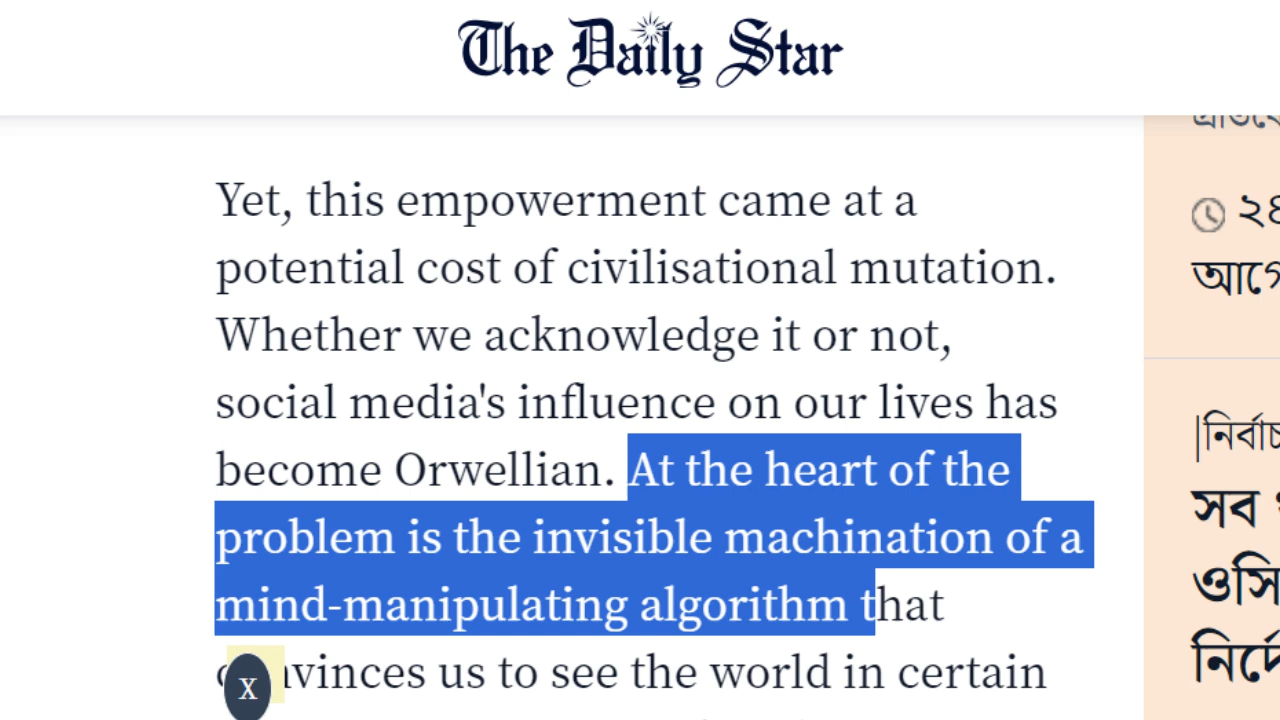 The Daily Star
Yet, this empowerment came at a
potential cost of civilisational mutation.
Whether we acknowledge it or not,
social media's influence on our lives has
become Orwellian. At the heart of the
problem is the invisible machination of a
mind-manipulating algorithm that
us to see the world in certain
X
সব